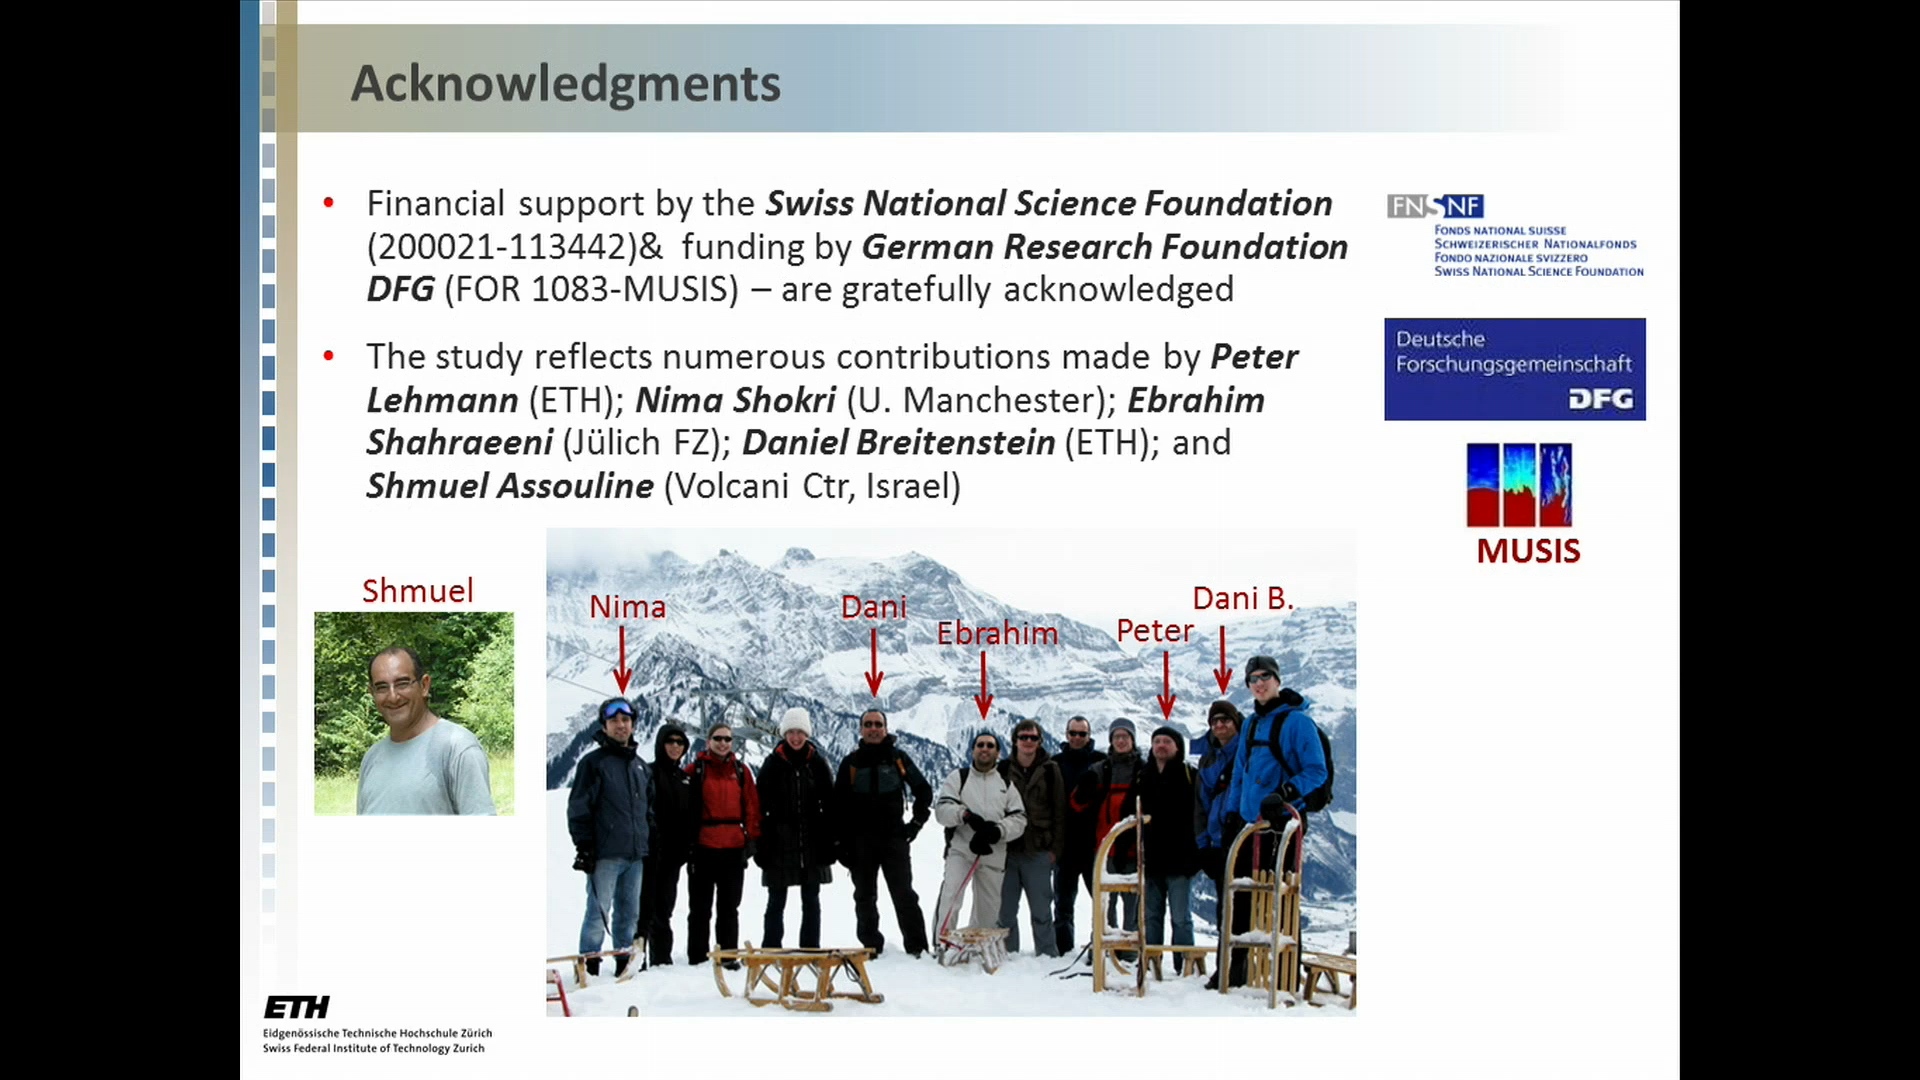 Acknowledgments
• Financial support by the Swiss National Science Foundation
(200021-113442)& funding by German Research Foundation
DFG (FOR 1083-MUSIS) – are gratefully acknowledged
• The study reflects numerous contributions made by Peter
Lehmann (ETH); Nima Shokri (U. Manchester); Ebrahim
Shahraeeni (Jülich FZ); Daniel Breitenstein (ETH); and
Shmuel Assouline (Volcani Ctr, Israel)
FNSNF
FONDS NATIONAL SUISSE
SCHWEIZERISCHER NATIONALFONDS
FONDO NAZIONALE SVIZZERO
SWISS NATIONAL SCIENCE FOUNDATION
Deutsche
Forschungsgemeinschaft
DFG
MUSIS
Shmuel
Nima
Dani
Ebrahim
Peter
Dani B.
ETH
Eidgenössische Technische Hochschule Zürich
Swiss Federal Institute of Technology Zurich